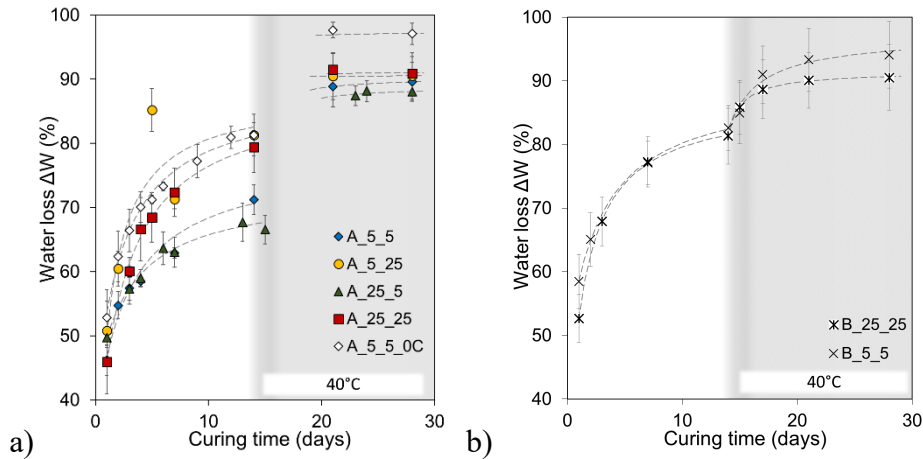 100
90
80
70
60
50
40
Water loss ΔW (%)
A_5_5
A_5_25
A_25_5
A_25_25
A_5_5_0C
40°C
0 10 20 30
Curing time (days)
a)
100
90
80
70
60
50
40
Water loss ΔW (%)
B_25_25
B_5_5
40°C
0 10 20 30
Curing time (days)
b)